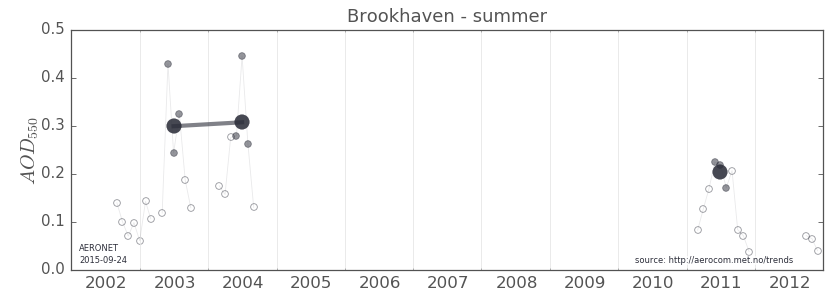 Brookhaven - summer
0.5
0.4
0.3
0.2
0.1
0.0
AOD550
AERONET
2015-09-24
source: http://aerocom.met.no/trends
2002 2003 2004 2005 2006 2007 2008 2009 2010 2011 2012